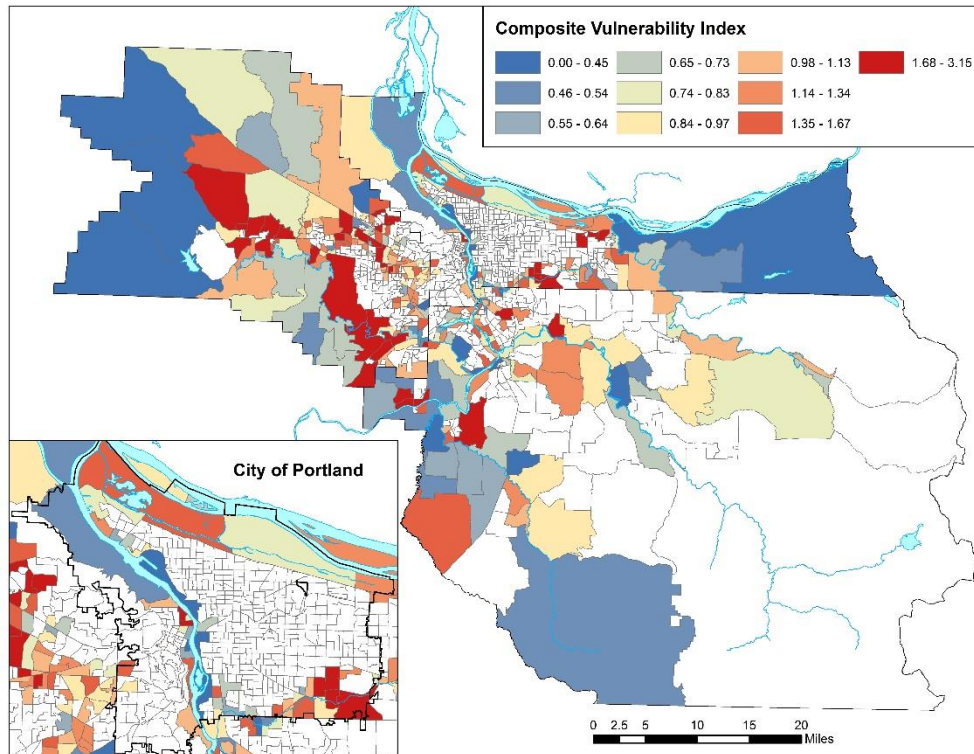 Composite Vulnerability Index
0.00 - 0.45
0.65 - 0.73
0.98 - 1.13
1.68 - 3.15
0.46 - 0.54
0.74 - 0.83
1.14 - 1.34
0.55 - 0.64
0.84 - 0.97
1.35 - 1.67
City of Portland
0 2.5 5 10 15 20
Miles